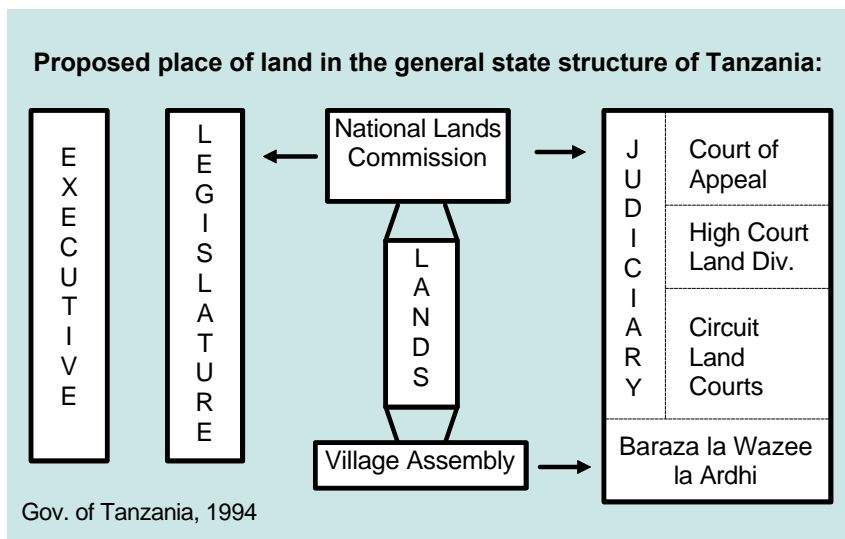 Proposed place of land in the general state structure of Tanzania:
EXECUTIVE
LEGISLATURE
National Lands
Commission
LANDS
Village Assembly
JUDICIARY
Court of
Appeal
High Court
Land Div.
Circuit
Land
Courts
Baraza la Wazee
la Ardhi
Gov. of Tanzania, 1994